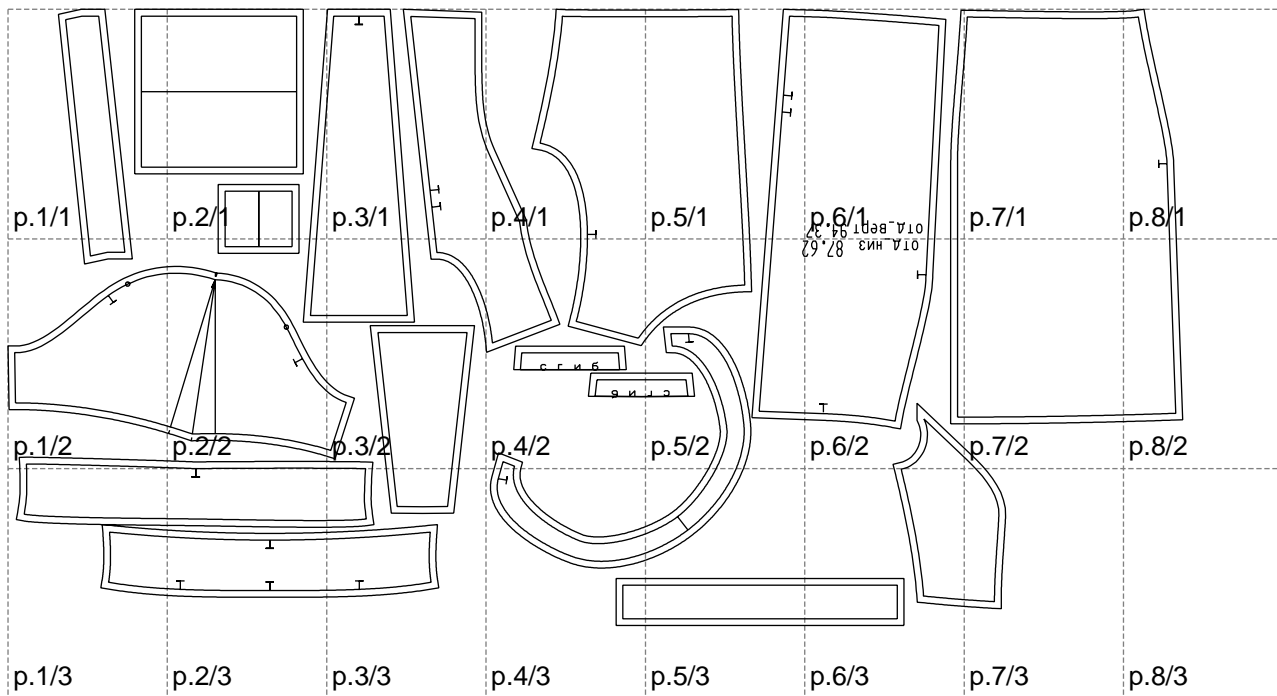 p.1/1 p.2/1 p.3/1 p.4/1 p.5/1 p.6/1 p.7/1 p.8/1
отд_верт 94.37
отд_низ 87.62
сгиб
сгиб
p.1/2 p.2/2 p.3/2 p.4/2 p.5/2 p.6/2 p.7/2 p.8/2
p.1/3 p.2/3 p.3/3 p.4/3 p.5/3 p.6/3 p.7/3 p.8/3